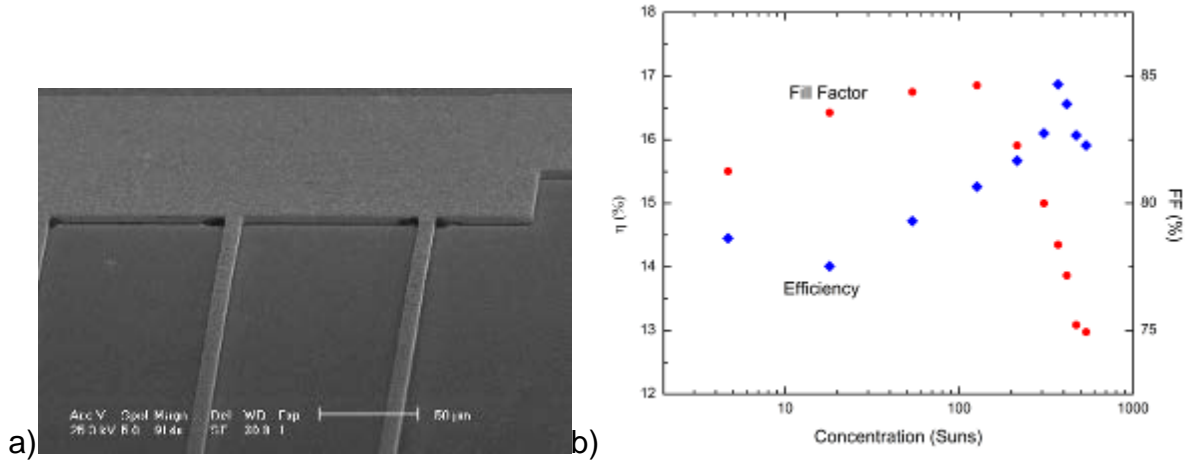 a)
Acc.V Spot Magn Det WD Exp
50 µm
b)
18
17
16
15
14
13
12
η (%)
Fill Factor
Efficiency
85
80
75
FF (%)
10
100
1000
Concentration (Suns)